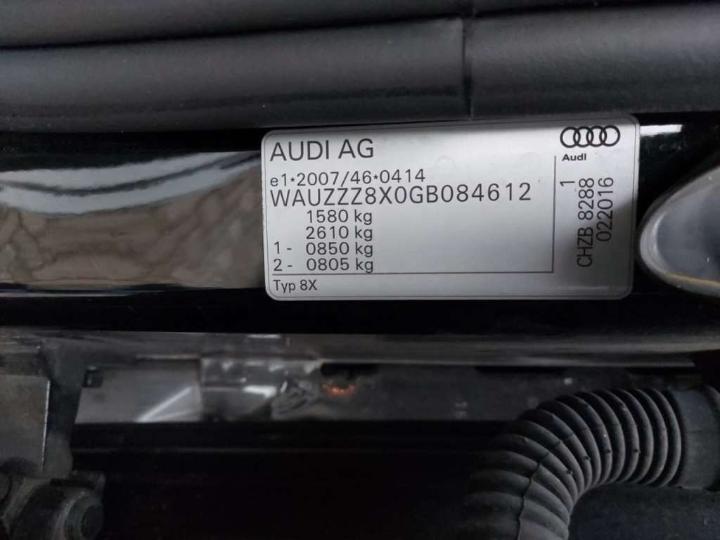 AUDI AG
Audi
e1*2007/46*0414
WAUZZZ8X0GB084612
1580 kg
2610 kg
1 - 0850 kg
2 - 0805 kg
Typ 8X
CHZB 8288 1
022016